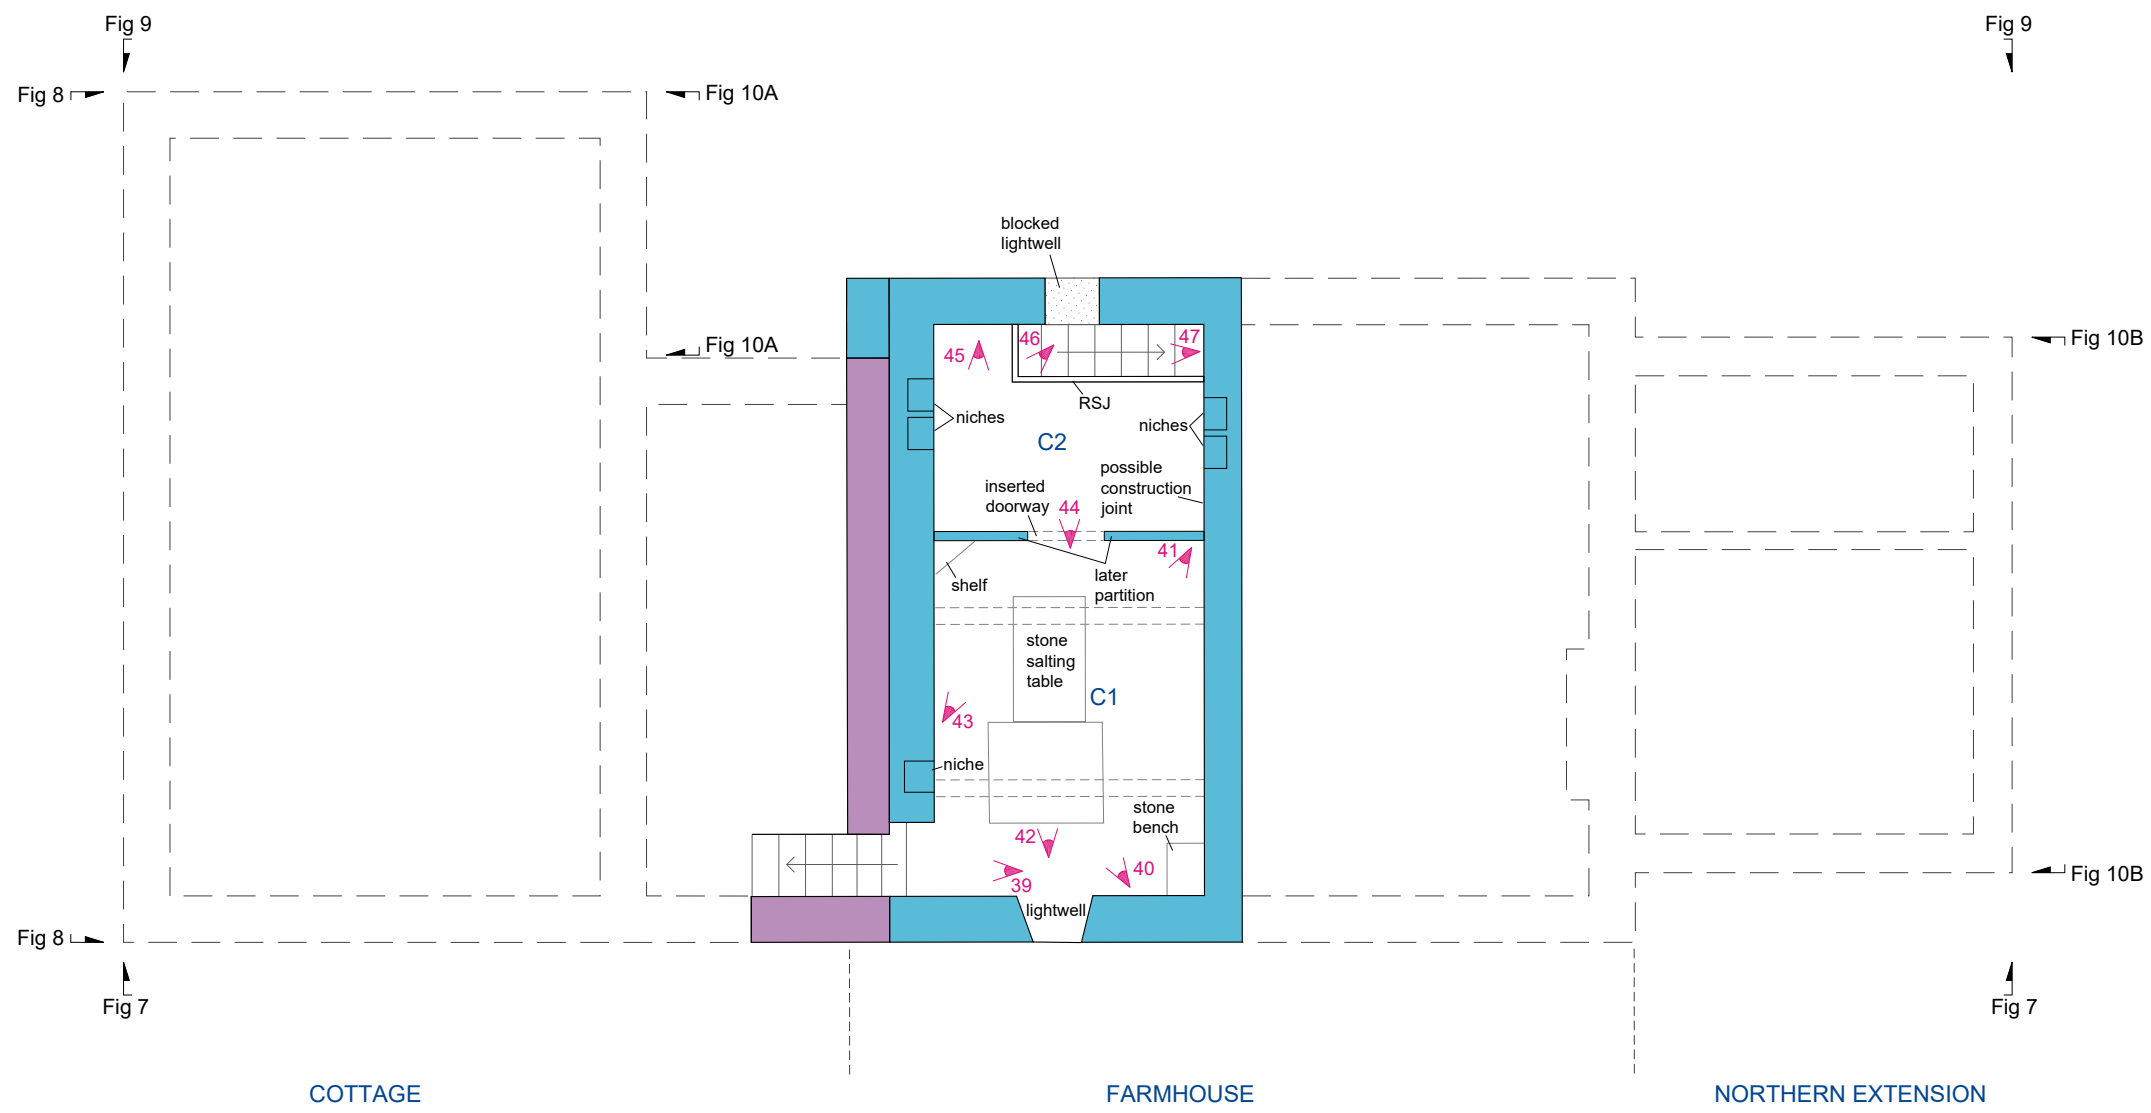 Fig 9
Fig 9
Fig 8
Fig 10A
blocked
lightwell
Fig 10A
45
46
47
Fig 10B
RSJ
niches
niches
C2
possible
construction
joint
inserted
doorway
44
41
shelf
later
partition
stone
salting
table
C1
43
niche
stone
bench
42
39
40
lightwell
Fig 10B
Fig 8
Fig 7
Fig 7
COTTAGE
FARMHOUSE
NORTHERN EXTENSION